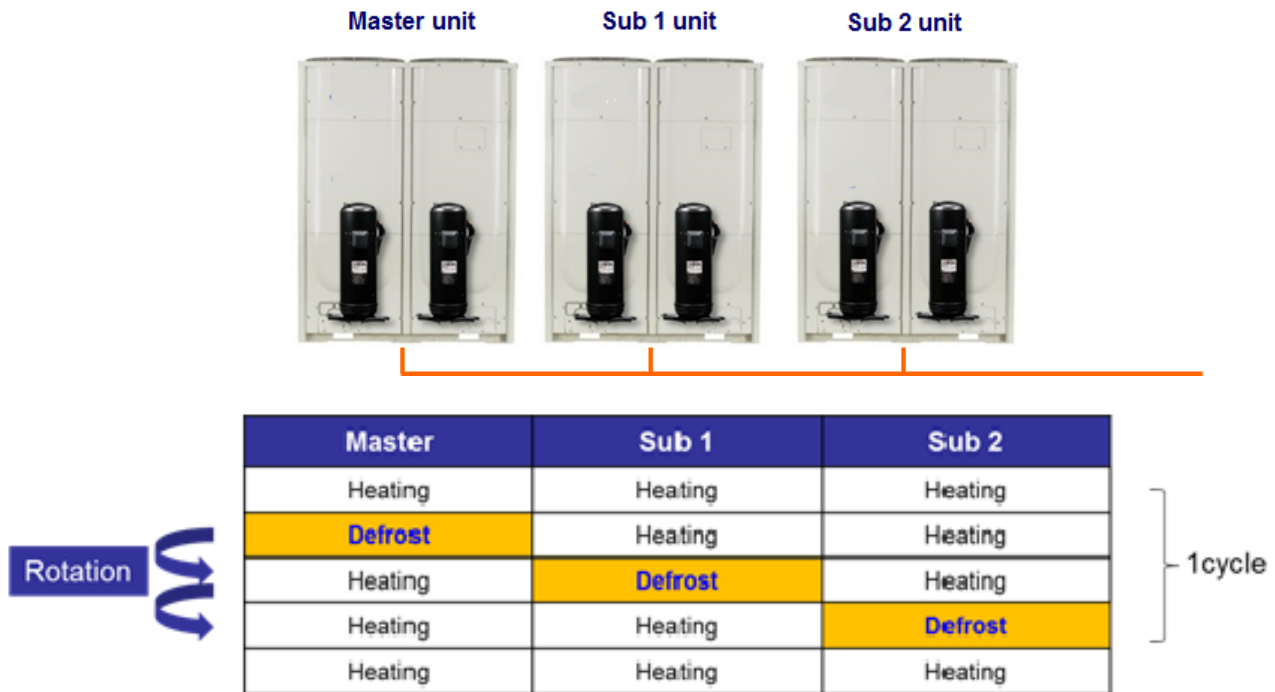 Master unit Sub 1 unit Sub 2 unit
Master Sub 1 Sub 2
Heating Heating Heating
Defrost Heating Heating
Rotation Heating Defrost Heating 1cycle
Heating Heating Defrost
Heating Heating Heating